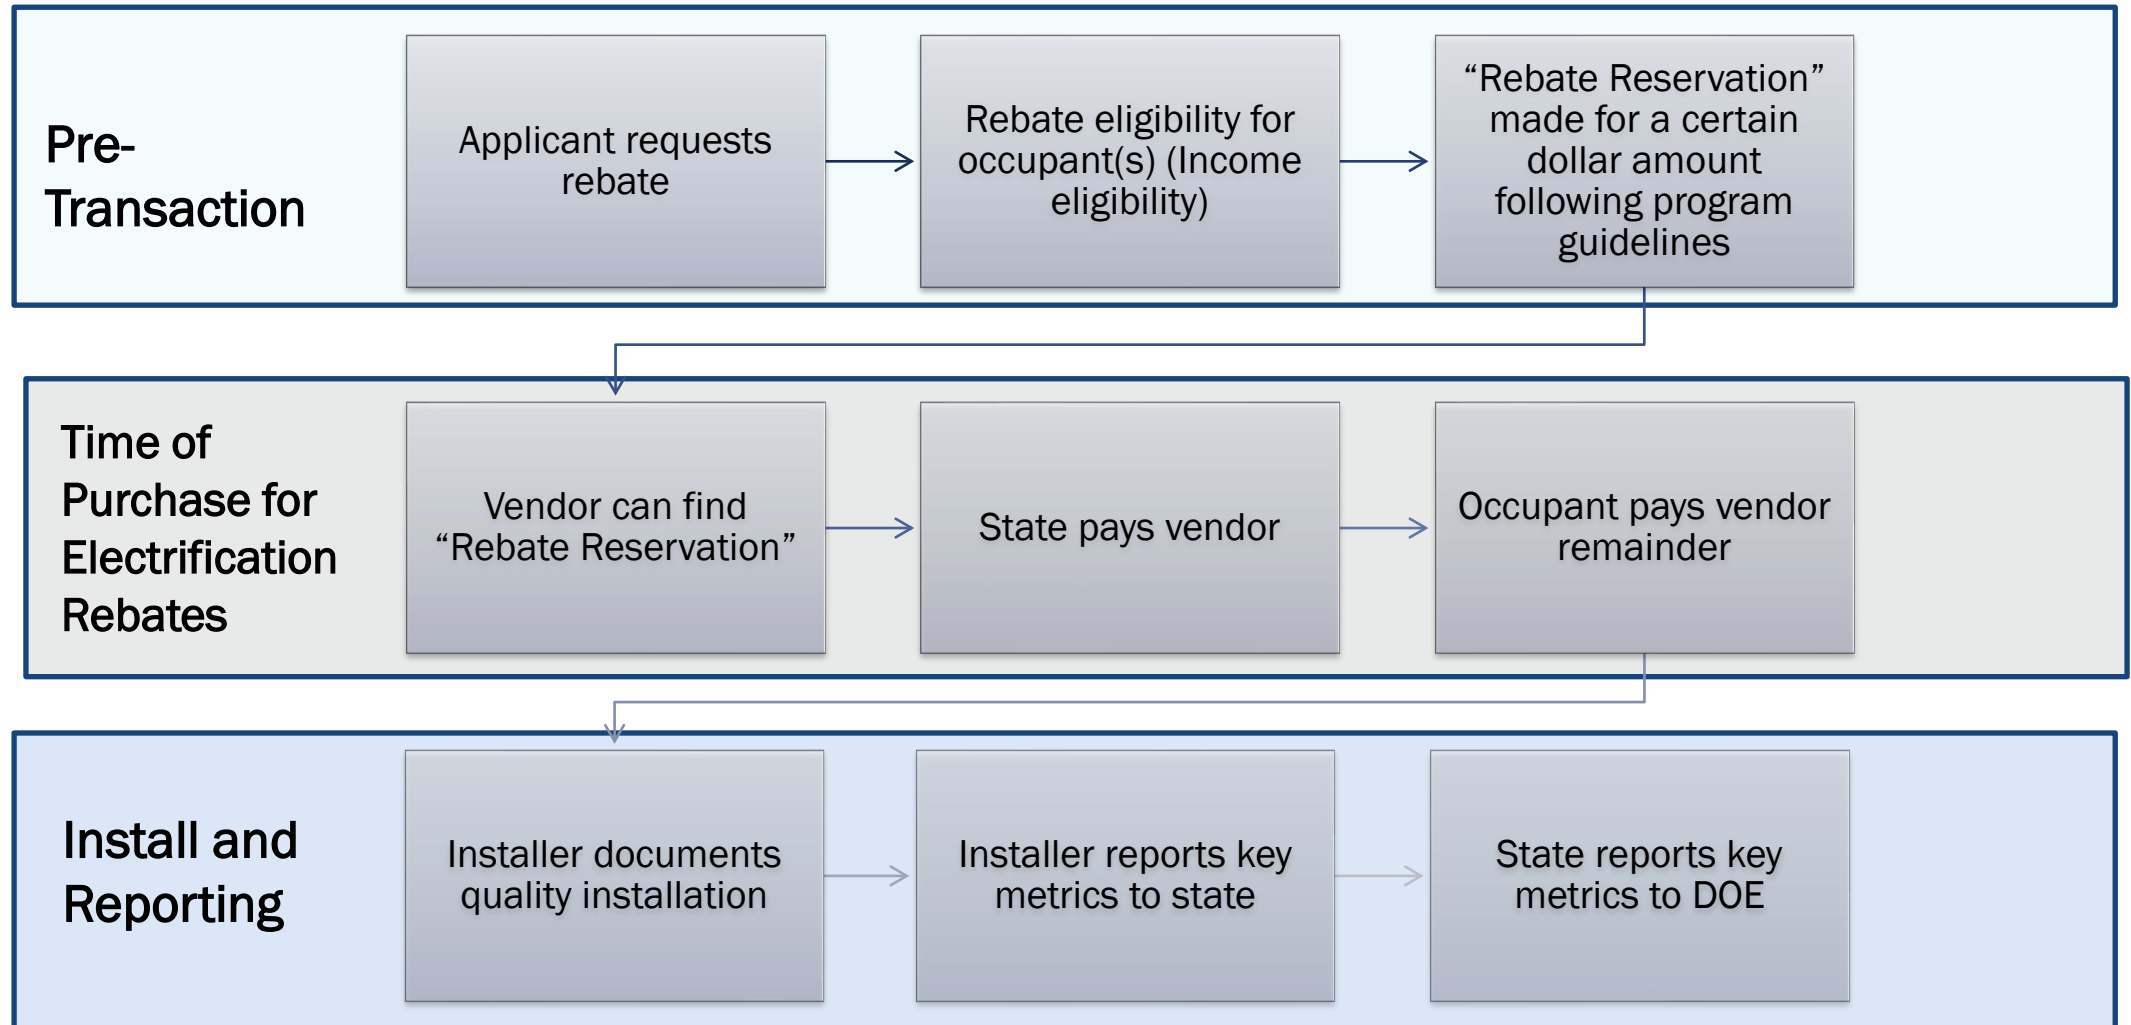 Pre-
Transaction
Applicant requests
rebate
Rebate eligibility for
occupant(s) (Income
eligibility)
“Rebate Reservation”
made for a certain
dollar amount
following program
guidelines
Time of
Purchase for
Electrification
Rebates
Vendor can find
“Rebate Reservation”
State pays vendor
Occupant pays vendor
remainder
Install and
Reporting
Installer documents
quality installation
Installer reports key
metrics to state
State reports key
metrics to DOE